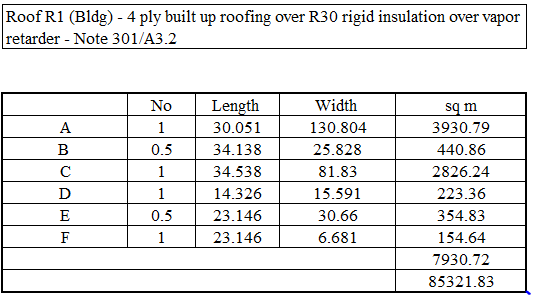 Roof R1 (Bldg) - 4 ply built up roofing over R30 rigid insulation over vapor
retarder - Note 301/A3.2
No Length Width sq m
A 1 30.051 130.804 3930.79
B 0.5 34.138 25.828 440.86
C 1 34.538 81.83 2826.24
D 1 14.326 15.591 223.36
E 0.5 23.146 30.66 354.83
F 1 23.146 6.681 154.64
7930.72
85321.83